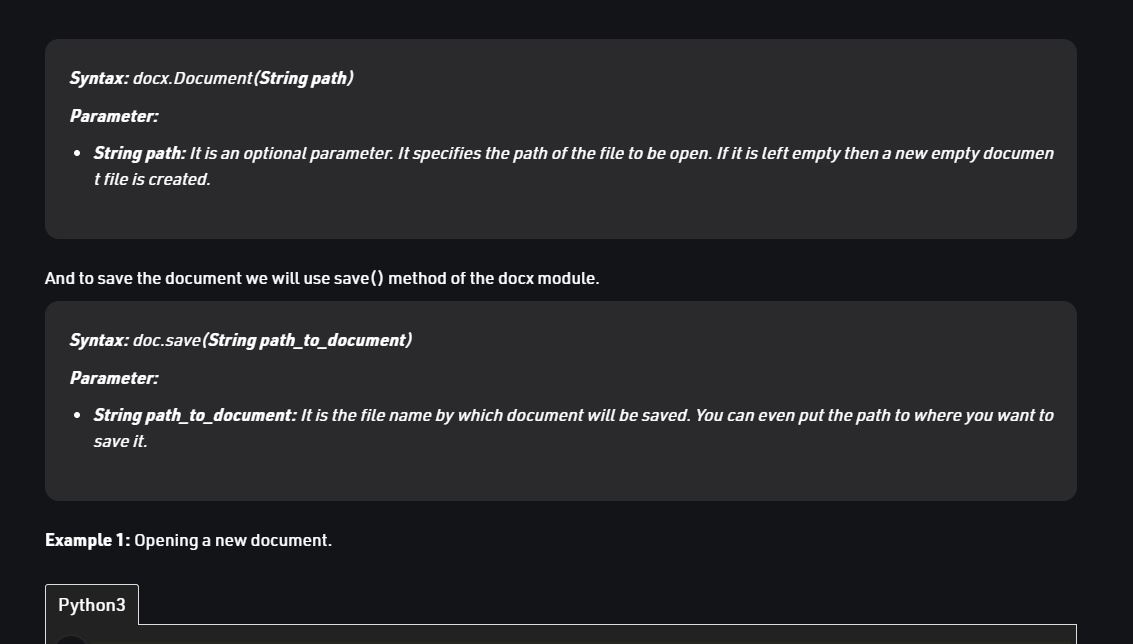 Syntax: docx.Document(String path)
Parameter:
• String path: It is an optional parameter. It specifies the path of the file to be open. If it is left empty then a new empty documen
t file is created.
And to save the document we will use save() method of the docx module.
Syntax: doc.save(String path_to_document)
Parameter:
• String path_to_document: It is the file name by which document will be saved. You can even put the path to where you want to
save it.
Example 1: Opening a new document.
Python3